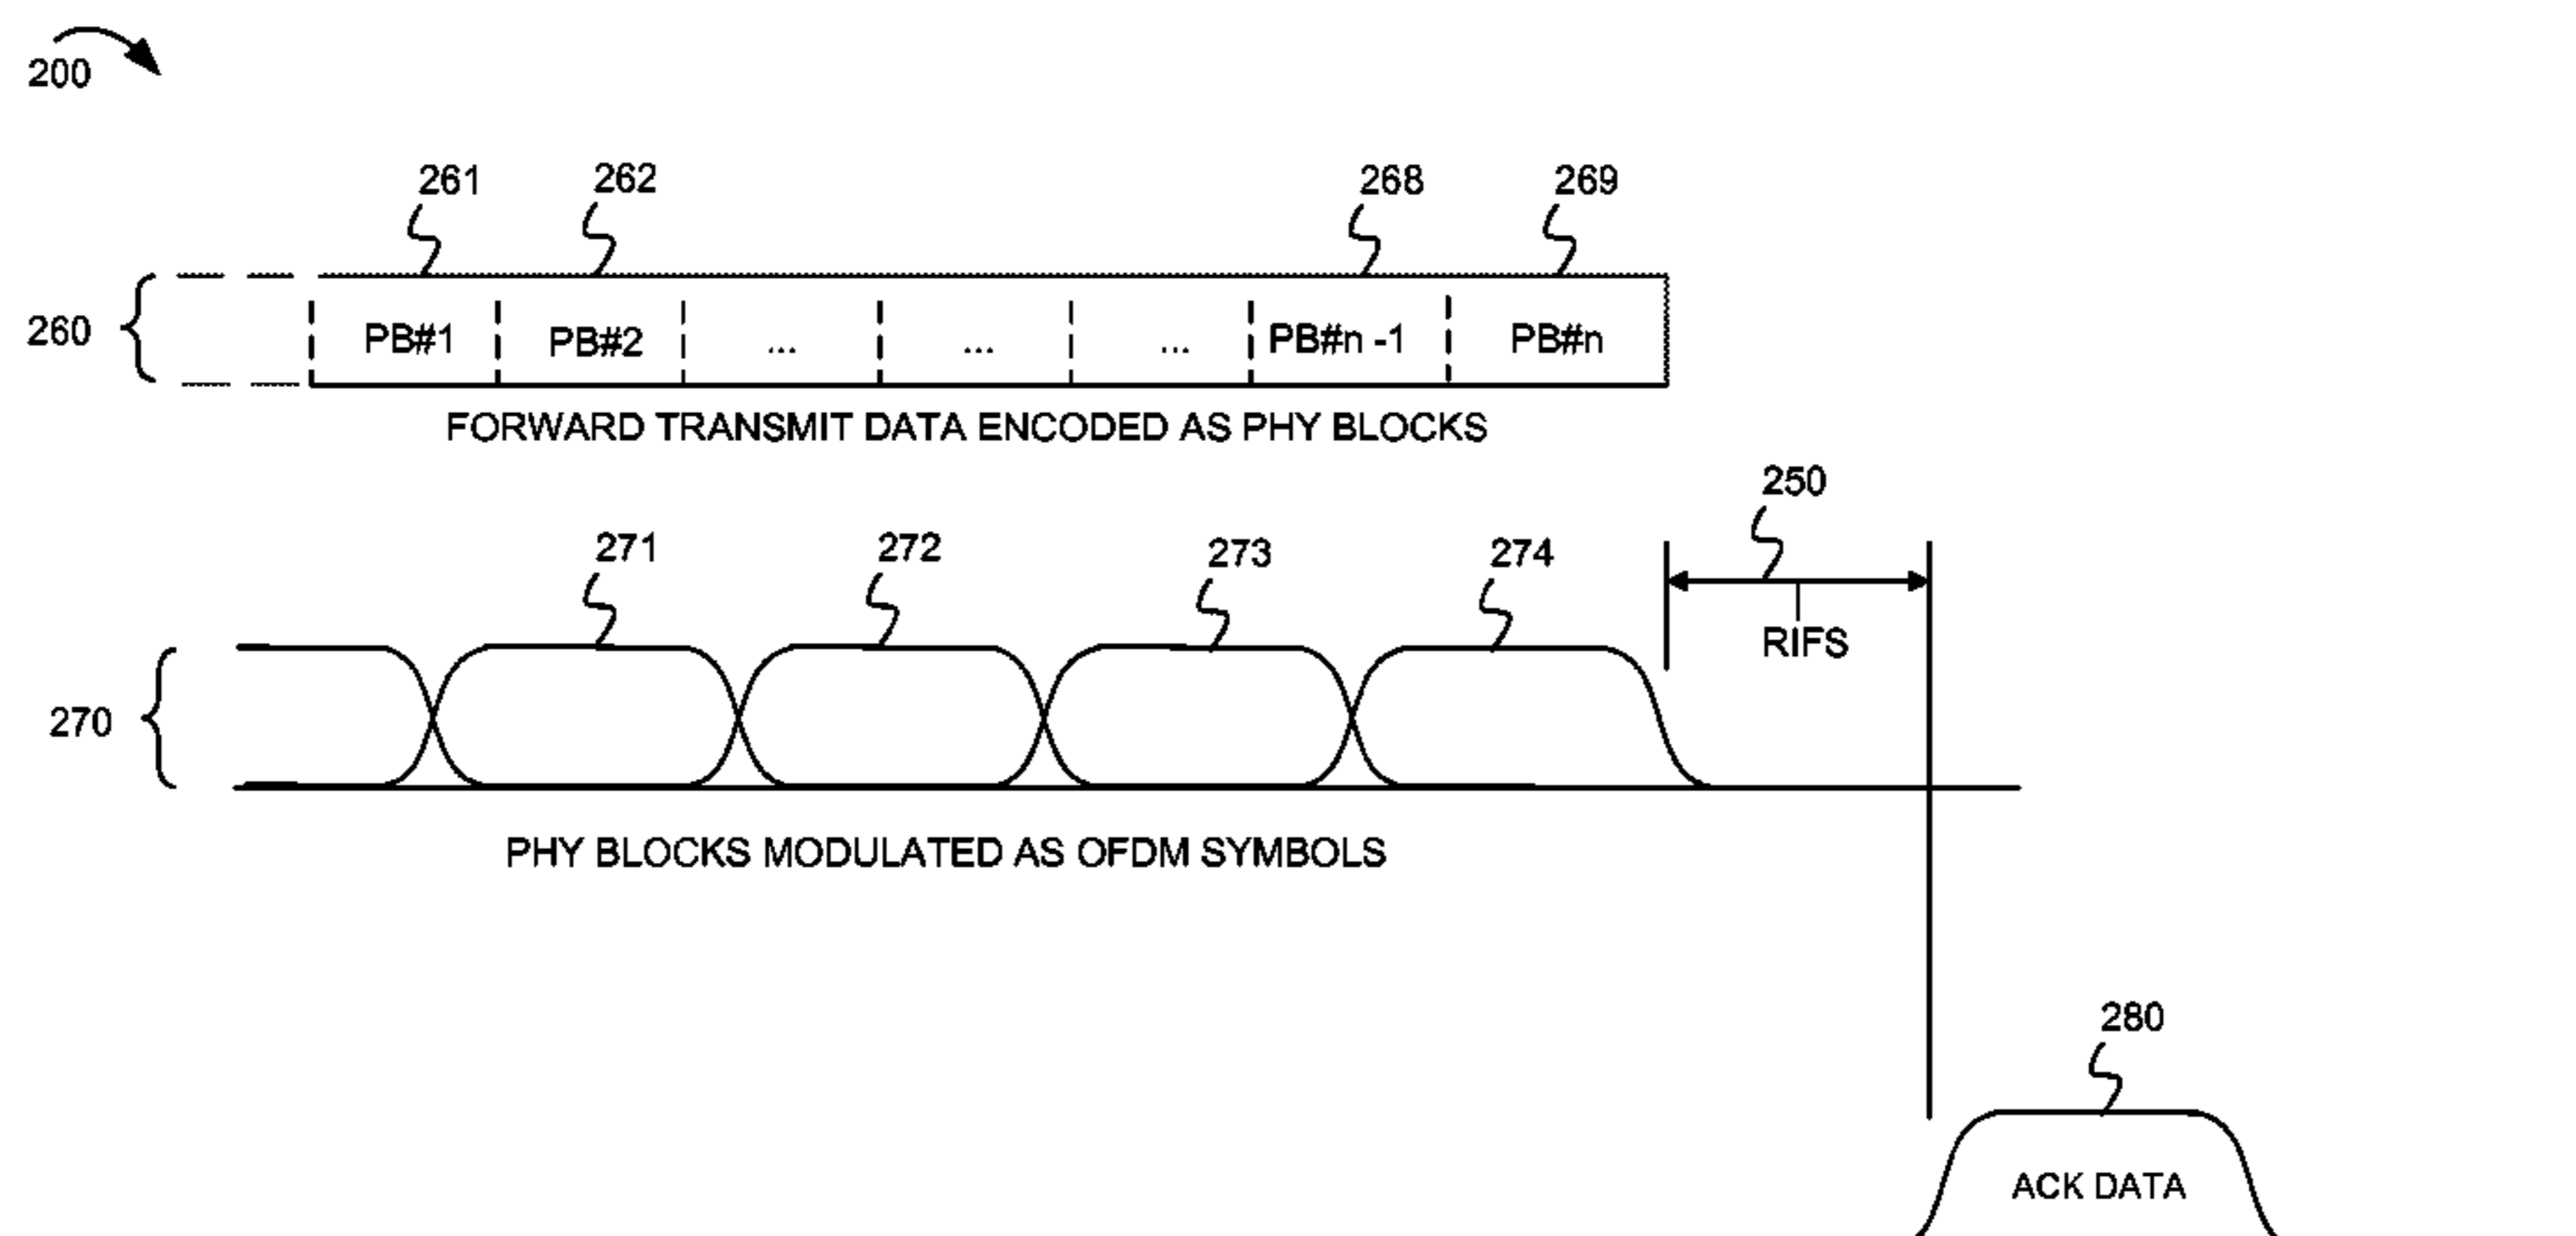 200
261 262 268 269
260 PB#1 PB#2 ... ... ... PB#n -1 PB#n
FORWARD TRANSMIT DATA ENCODED AS PHY BLOCKS
250
271 272 273 274
RIFS
270
PHY BLOCKS MODULATED AS OFDM SYMBOLS
280
ACK DATA